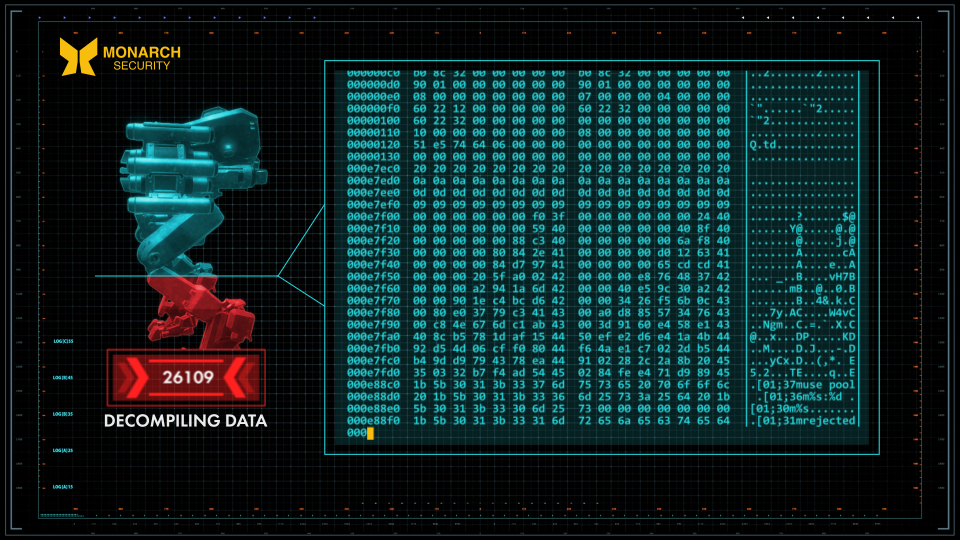 MONARCH
SECURITY
000000c0 b0 8c 32 00 00 00 00 00 b0 8c 32 00 00 00 00 00 ..2.......2.....
000000d0 90 01 00 00 00 00 00 00 90 01 00 00 00 00 00 00 ................
000000e0 08 00 00 00 00 00 00 00 07 00 00 00 04 00 00 00 ................
000000f0 60 22 12 00 00 00 00 00 60 22 32 00 00 00 00 00 `"......`"2.....
00000100 60 22 32 00 00 00 00 00 00 00 00 00 00 00 00 00 `"2.............
00000110 10 00 00 00 00 00 00 00 08 00 00 00 00 00 00 00 ................
00000120 51 e5 74 64 06 00 00 00 00 00 00 00 00 00 00 00 Q.td............
00000130 00 00 00 00 00 00 00 00 00 00 00 00 00 00 00 00 ................
000e7ec0 20 20 20 20 20 20 20 20 20 20 20 20 20 20 20 20
000e7ed0 0a 0a 0a 0a 0a 0a 0a 0a 0a 0a 0a 0a 0a 0a 0a 0a ................
000e7ee0 0d 0d 0d 0d 0d 0d 0d 0d 0d 0d 0d 0d 0d 0d 0d 0d ................
000e7ef0 09 09 09 09 09 09 09 09 09 09 09 09 09 09 09 09 ................
000e7f00 00 00 00 00 00 00 f0 3f 00 00 00 00 00 00 24 40 .......?......$@
000e7f10 00 00 00 00 00 00 59 40 00 00 00 00 00 40 8f 40 ......Y@.....@.@
000e7f20 00 00 00 00 00 88 c3 40 00 00 00 00 00 6a f8 40 .......@.....j.@
000e7f30 00 00 00 00 80 84 2e 41 00 00 00 00 d0 12 63 41 .......A......cA
000e7f40 00 00 00 00 84 d7 97 41 00 00 00 00 65 cd cd 41 .......A....e..A
000e7f50 00 00 00 20 5f a0 02 42 00 00 00 e8 76 48 37 42 ... _..B....vH7B
000e7f60 00 00 00 a2 94 1a 6d 42 00 00 40 e5 9c 30 a2 42 ......mB..@..0.B
000e7f70 00 00 90 1e c4 bc d6 42 00 00 34 26 f5 6b 0c 43 .......B..4&.k.C
000e7f80 00 80 e0 37 79 c3 41 43 00 a0 d8 85 57 34 76 43 ...7y.AC....W4vC
000e7f90 00 c8 4e 67 6d c1 ab 43 00 3d 91 60 e4 58 e1 43 ..Ngm..C.=.`.X.C
000e7fa0 40 8c b5 78 1d af 15 44 50 ef e2 d6 e4 1a 4b 44 @..x...DP.....KD
000e7fb0 92 d5 4d 06 cf f0 80 44 f6 4a e1 c7 02 2d b5 44 ..M....D.J...-.D
000e7fc0 b4 9d d9 79 43 78 ea 44 91 02 28 2c 2a 8b 20 45 ...yCx.D..(,*. E
000e7fd0 35 03 32 b7 f4 ad 54 45 02 84 fe e4 71 d9 89 45 5.2...TE....q..E
000e88c0 1b 5b 30 31 3b 33 37 6d 75 73 65 20 70 6f 6f 6c .[01;37muse pool
000e88d0 20 1b 5b 30 31 3b 33 36 6d 25 73 3a 25 64 20 1b .[01;36m%s:%d .
000e88e0 5b 30 31 3b 33 30 6d 25 73 00 00 00 00 00 00 00 [01;30m%s.......
000e88f0 1b 5b 30 31 3b 33 31 6d 72 65 6a 65 63 74 65 64 .[01;31mrejected
000
26109
DECOMPILING DATA